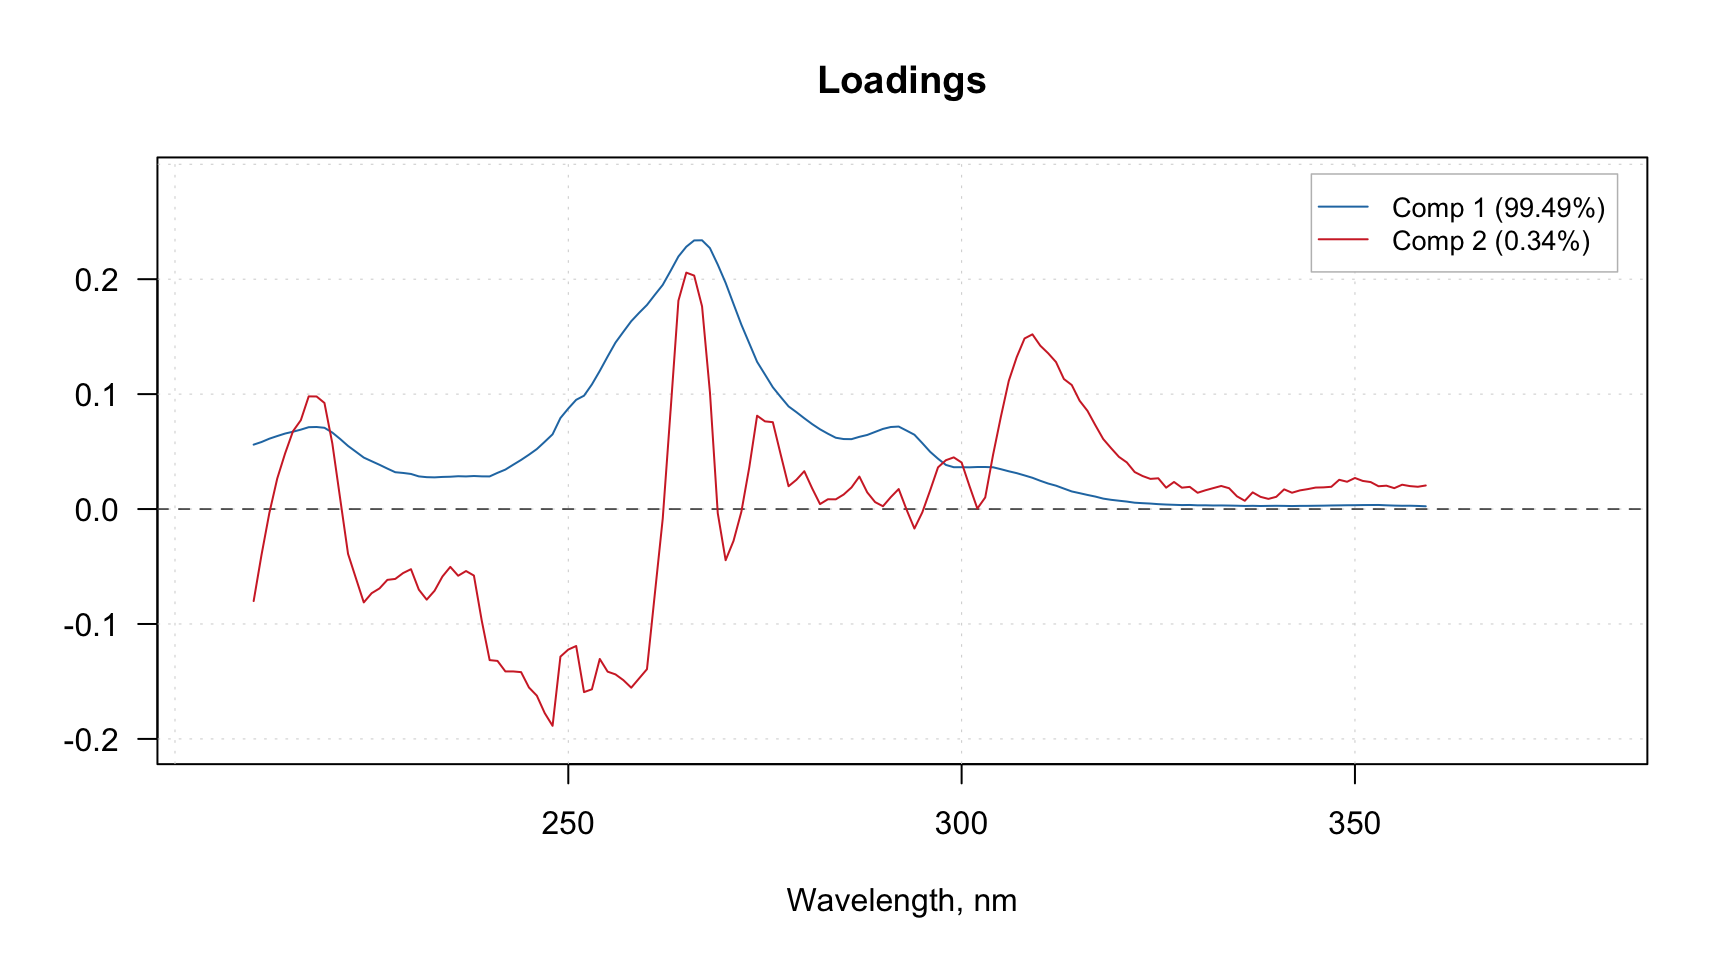 Loadings
Comp 1 (99.49%)
Comp 2 (0.34%)
0.2
0.1
0.0
-0.1
-0.2
250 300 350
Wavelength, nm